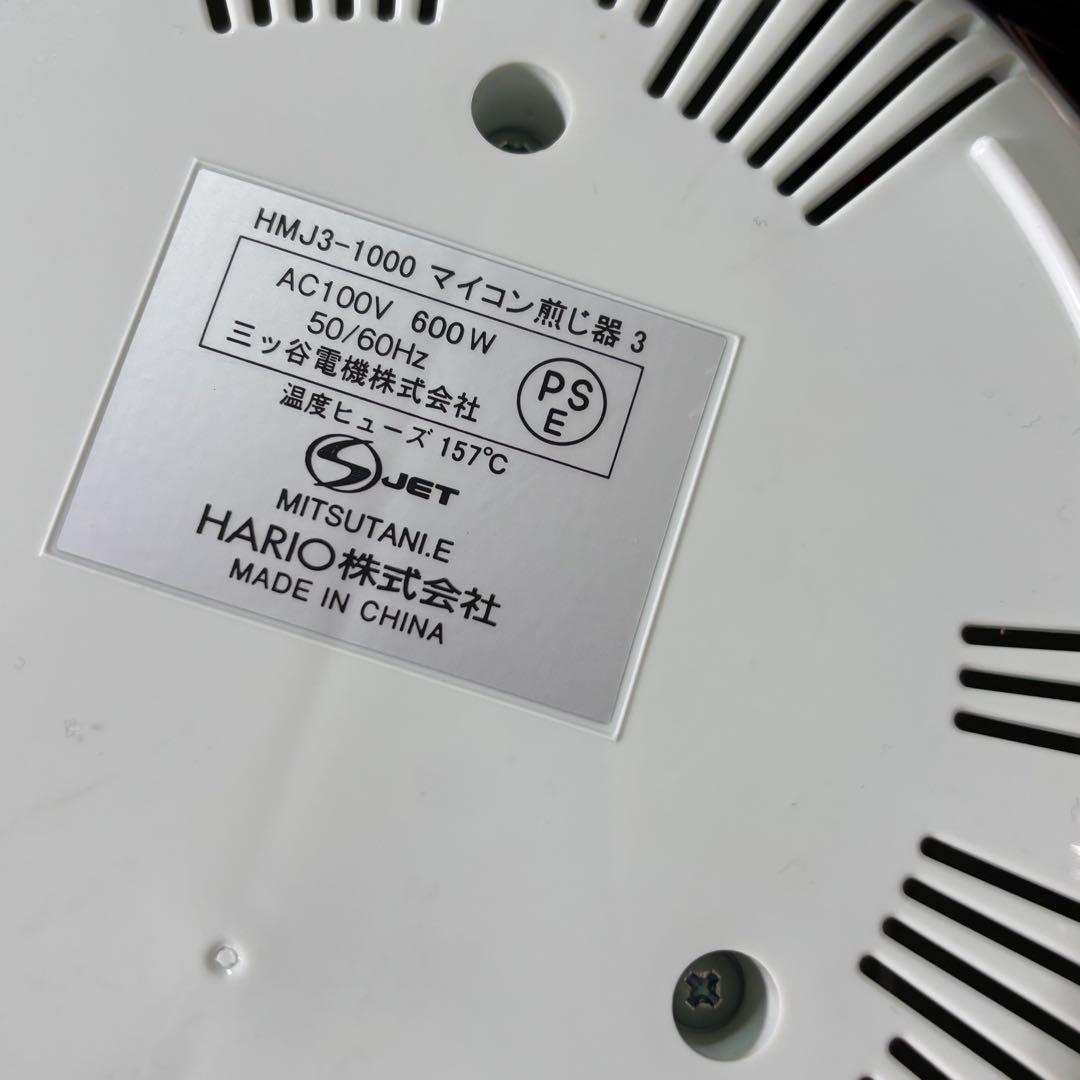 HMJ3-1000 マイコン煎じ器 3
AC100V 600W
50/60Hz
三ッ谷電機株式会社
PS
E
温度ヒューズ 157℃
S JET
MITSUTANI.E
HARIO株式会社
MADE IN CHINA